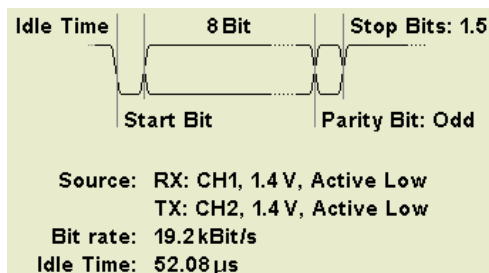 Idle Time 8 Bit Stop Bits: 1.5
Start Bit Parity Bit: Odd
Source: RX: CH1, 1.4 V, Active Low
TX: CH2, 1.4 V, Active Low
Bit rate: 19.2 kBit/s
Idle Time: 52.08 µs